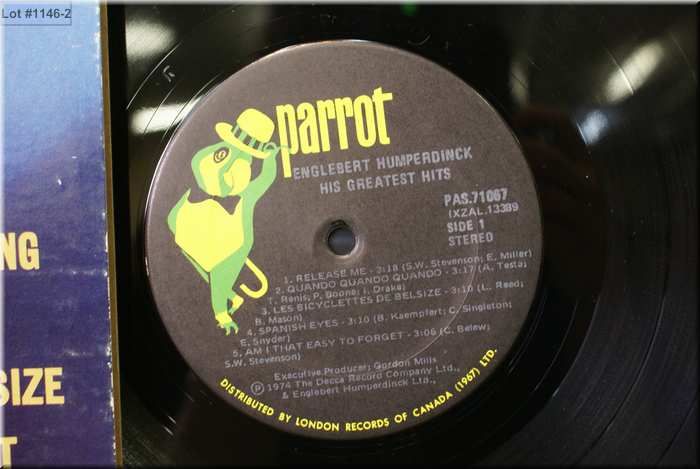 Lot #1146-2
NG
SIZE
T
parrot
ENGLEBERT HUMPERDINCK
HIS GREATEST HITS
PAS.71067
(XZAL.13389
SIDE 1
STEREO
1. RELEASE ME - 3:18 (S.W. Stevenson; E. Miller)
2. QUANDO QUANDO QUANDO - 3:17 (A. Testa;
T. Renis; P. Boone; I. Drake)
3. LES BICYCLETTES DE BELSIZE - 3:10 (L. Reed;
B. Mason)
4. SPANISH EYES - 3:10 (B. Kaempfert; C. Singleton;
E. Snyder)
5. AM I THAT EASY TO FORGET - 3:06 (C. Belew;
S.W. Stevenson)
Executive Producer: Gordon Mills
℗ 1974 The Decca Record Company Ltd.,
& Englebert Humperdinck Ltd.,
DISTRIBUTED BY LONDON RECORDS OF CANADA (1967) LTD.